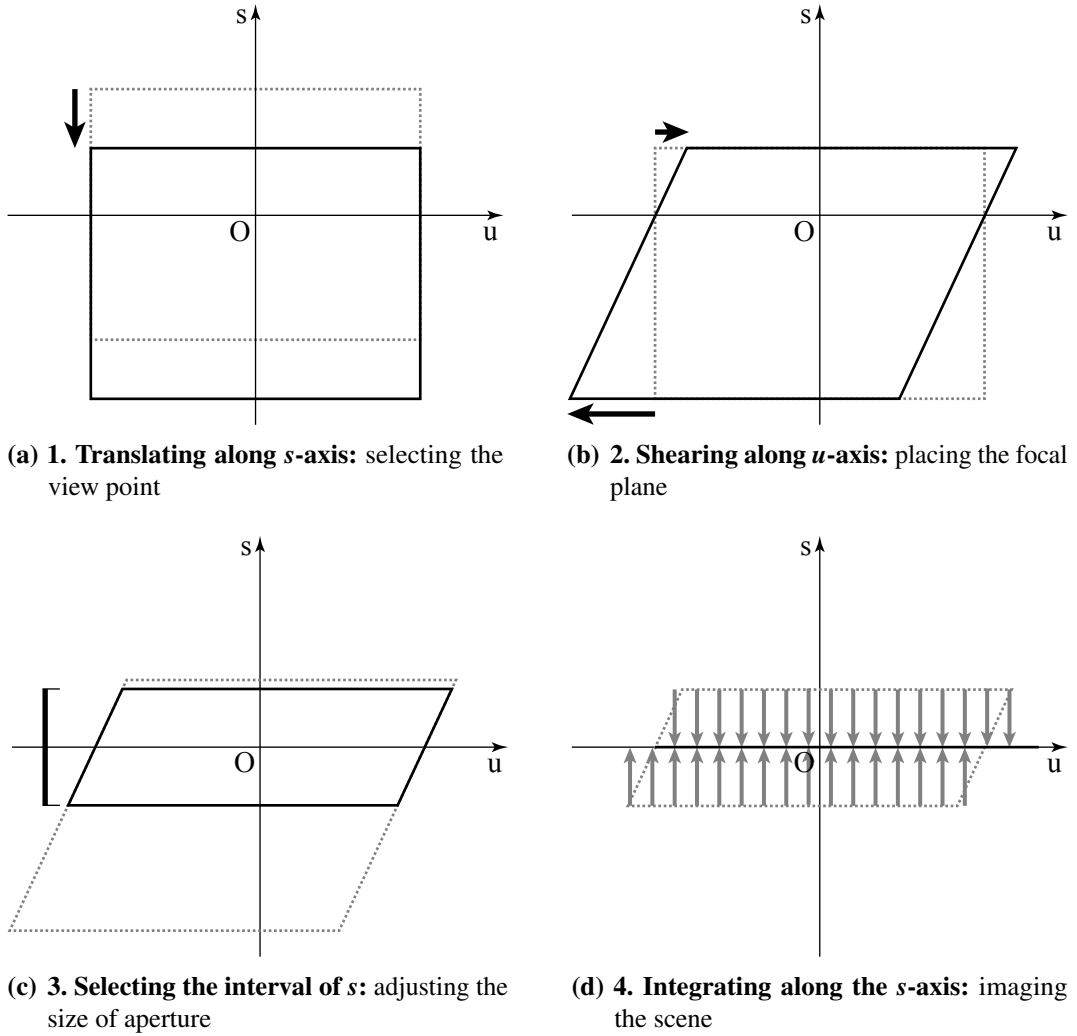 s
O
u
(a) 1. Translating along s-axis: selecting the
view point
s
O
u
(b) 2. Shearing along u-axis: placing the focal
plane
s
O
u
(c) 3. Selecting the interval of s: adjusting the
size of aperture
s
O
u
(d) 4. Integrating along the s-axis: imaging
the scene